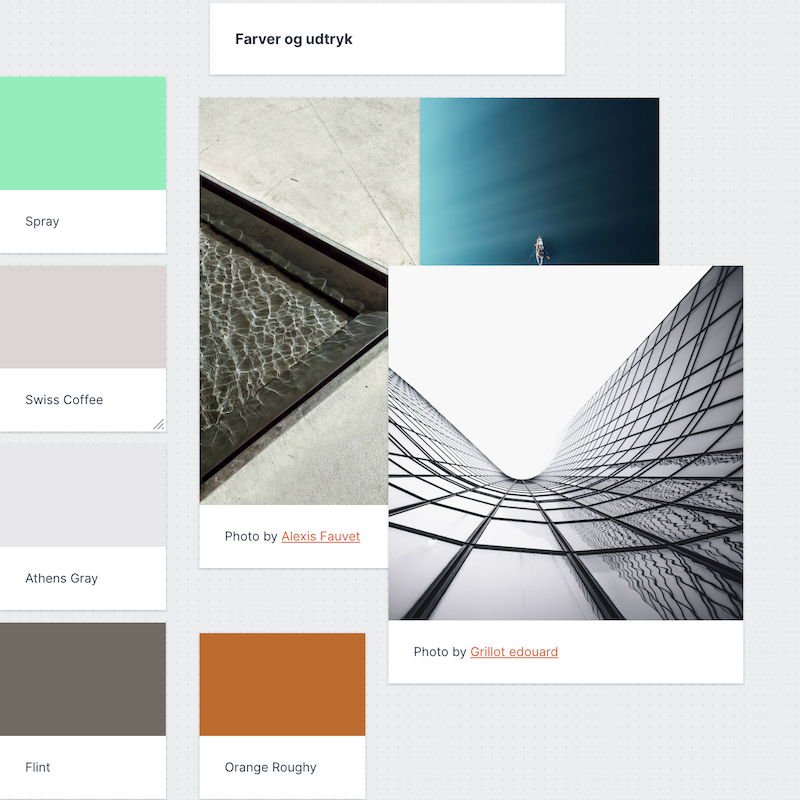 Farver og udtryk
Spray
Swiss Coffee
Athens Gray
Photo by Alexis Fauvet
Photo by Grillot edouard
Flint
Orange Roughy